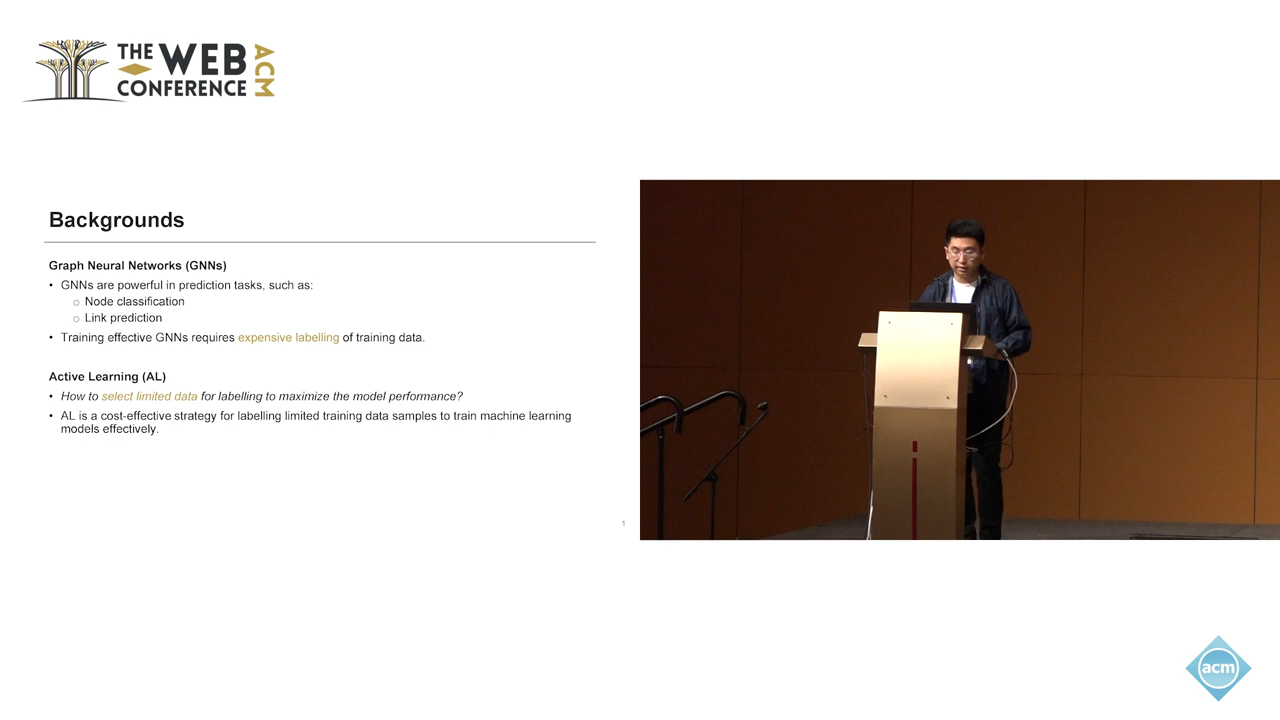 THE WEB
CONFERENCE
ACM
Backgrounds
Graph Neural Networks (GNNs)
• GNNs are powerful in prediction tasks, such as:
○ Node classification
○ Link prediction
• Training effective GNNs requires expensive labelling of training data.
Active Learning (AL)
• How to select limited data for labelling to maximize the model performance?
• AL is a cost-effective strategy for labelling limited training data samples to train machine learning
models effectively.
1
acm